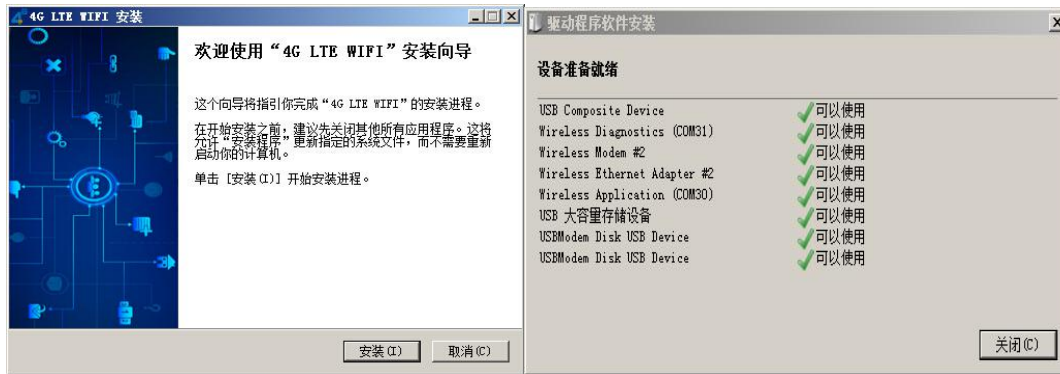 4G LTE WIFI 安装
欢迎使用“4G LTE WIFI”安装向导
这个向导将指引你完成“4G LTE WIFI”的安装进程。
在开始安装之前，建议先关闭其他所有应用程序。这将
允许“安装程序”更新指定的系统文件，而不需要重新
启动你的计算机。
单击 [安装(I)] 开始安装进程。
安装(I)
取消(C)
驱动程序软件安装
设备准备就绪
USB Composite Device 可以使用
Wireless Diagnostics (COM31) 可以使用
Wireless Modem #2 可以使用
Wireless Ethernet Adapter #2 可以使用
Wireless Application (COM30) 可以使用
USB 大容量存储设备 可以使用
USBModem Disk USB Device 可以使用
USBModem Disk USB Device 可以使用
关闭(C)